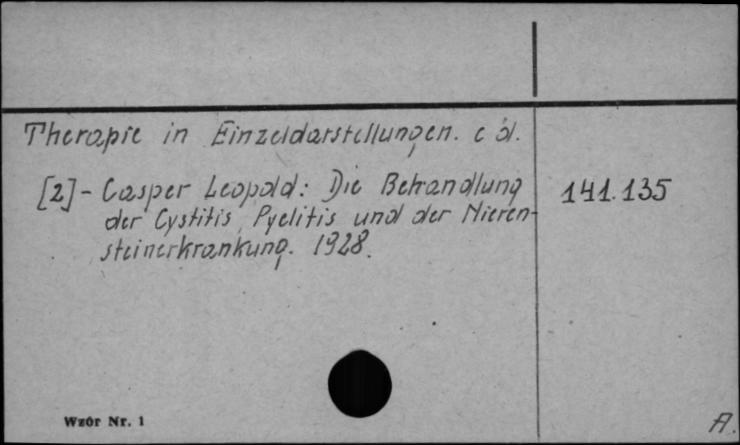 Therapie in Einzeldarstellungen. c d.
[2] - Casper Leopold: Die Behandlung 141.135
der Cystitis, Pyelitis und der Nieren-
steinerkrankung. 1928.
Wzór Nr. 1
A.